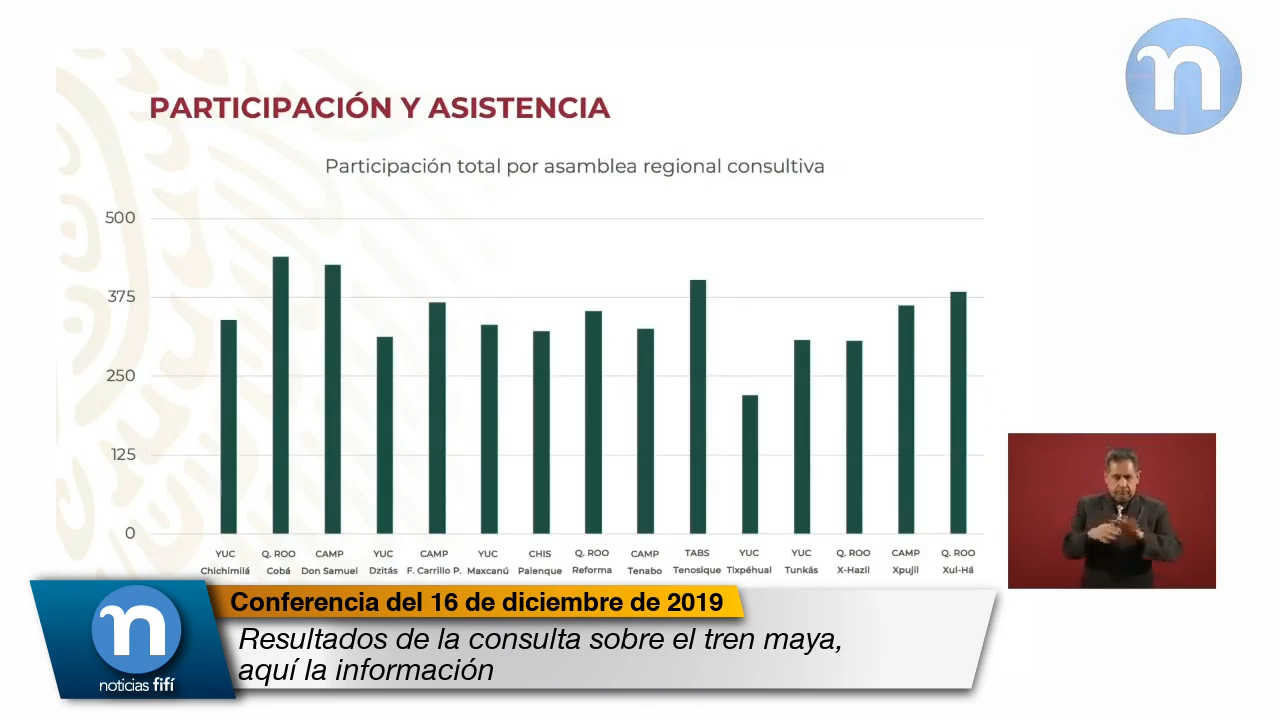 n
PARTICIPACIÓN Y ASISTENCIA
Participación total por asamblea regional consultiva
500
375
250
125
0
YUC Q. ROO CAMP YUC CAMP YUC CHIS Q. ROO CAMP TABS YUC YUC Q. ROO CAMP Q. ROO
Chichimilá Cobá Don Samuel Dzitás F. Carrillo P. Maxcanú Palenque Reforma Tenabo Tenosique Tixpéhual Tunkás X-Hazil Xpujil Xul-Há
Conferencia del 16 de diciembre de 2019
Resultados de la consulta sobre el tren maya,
aquí la información
n
noticias fifí